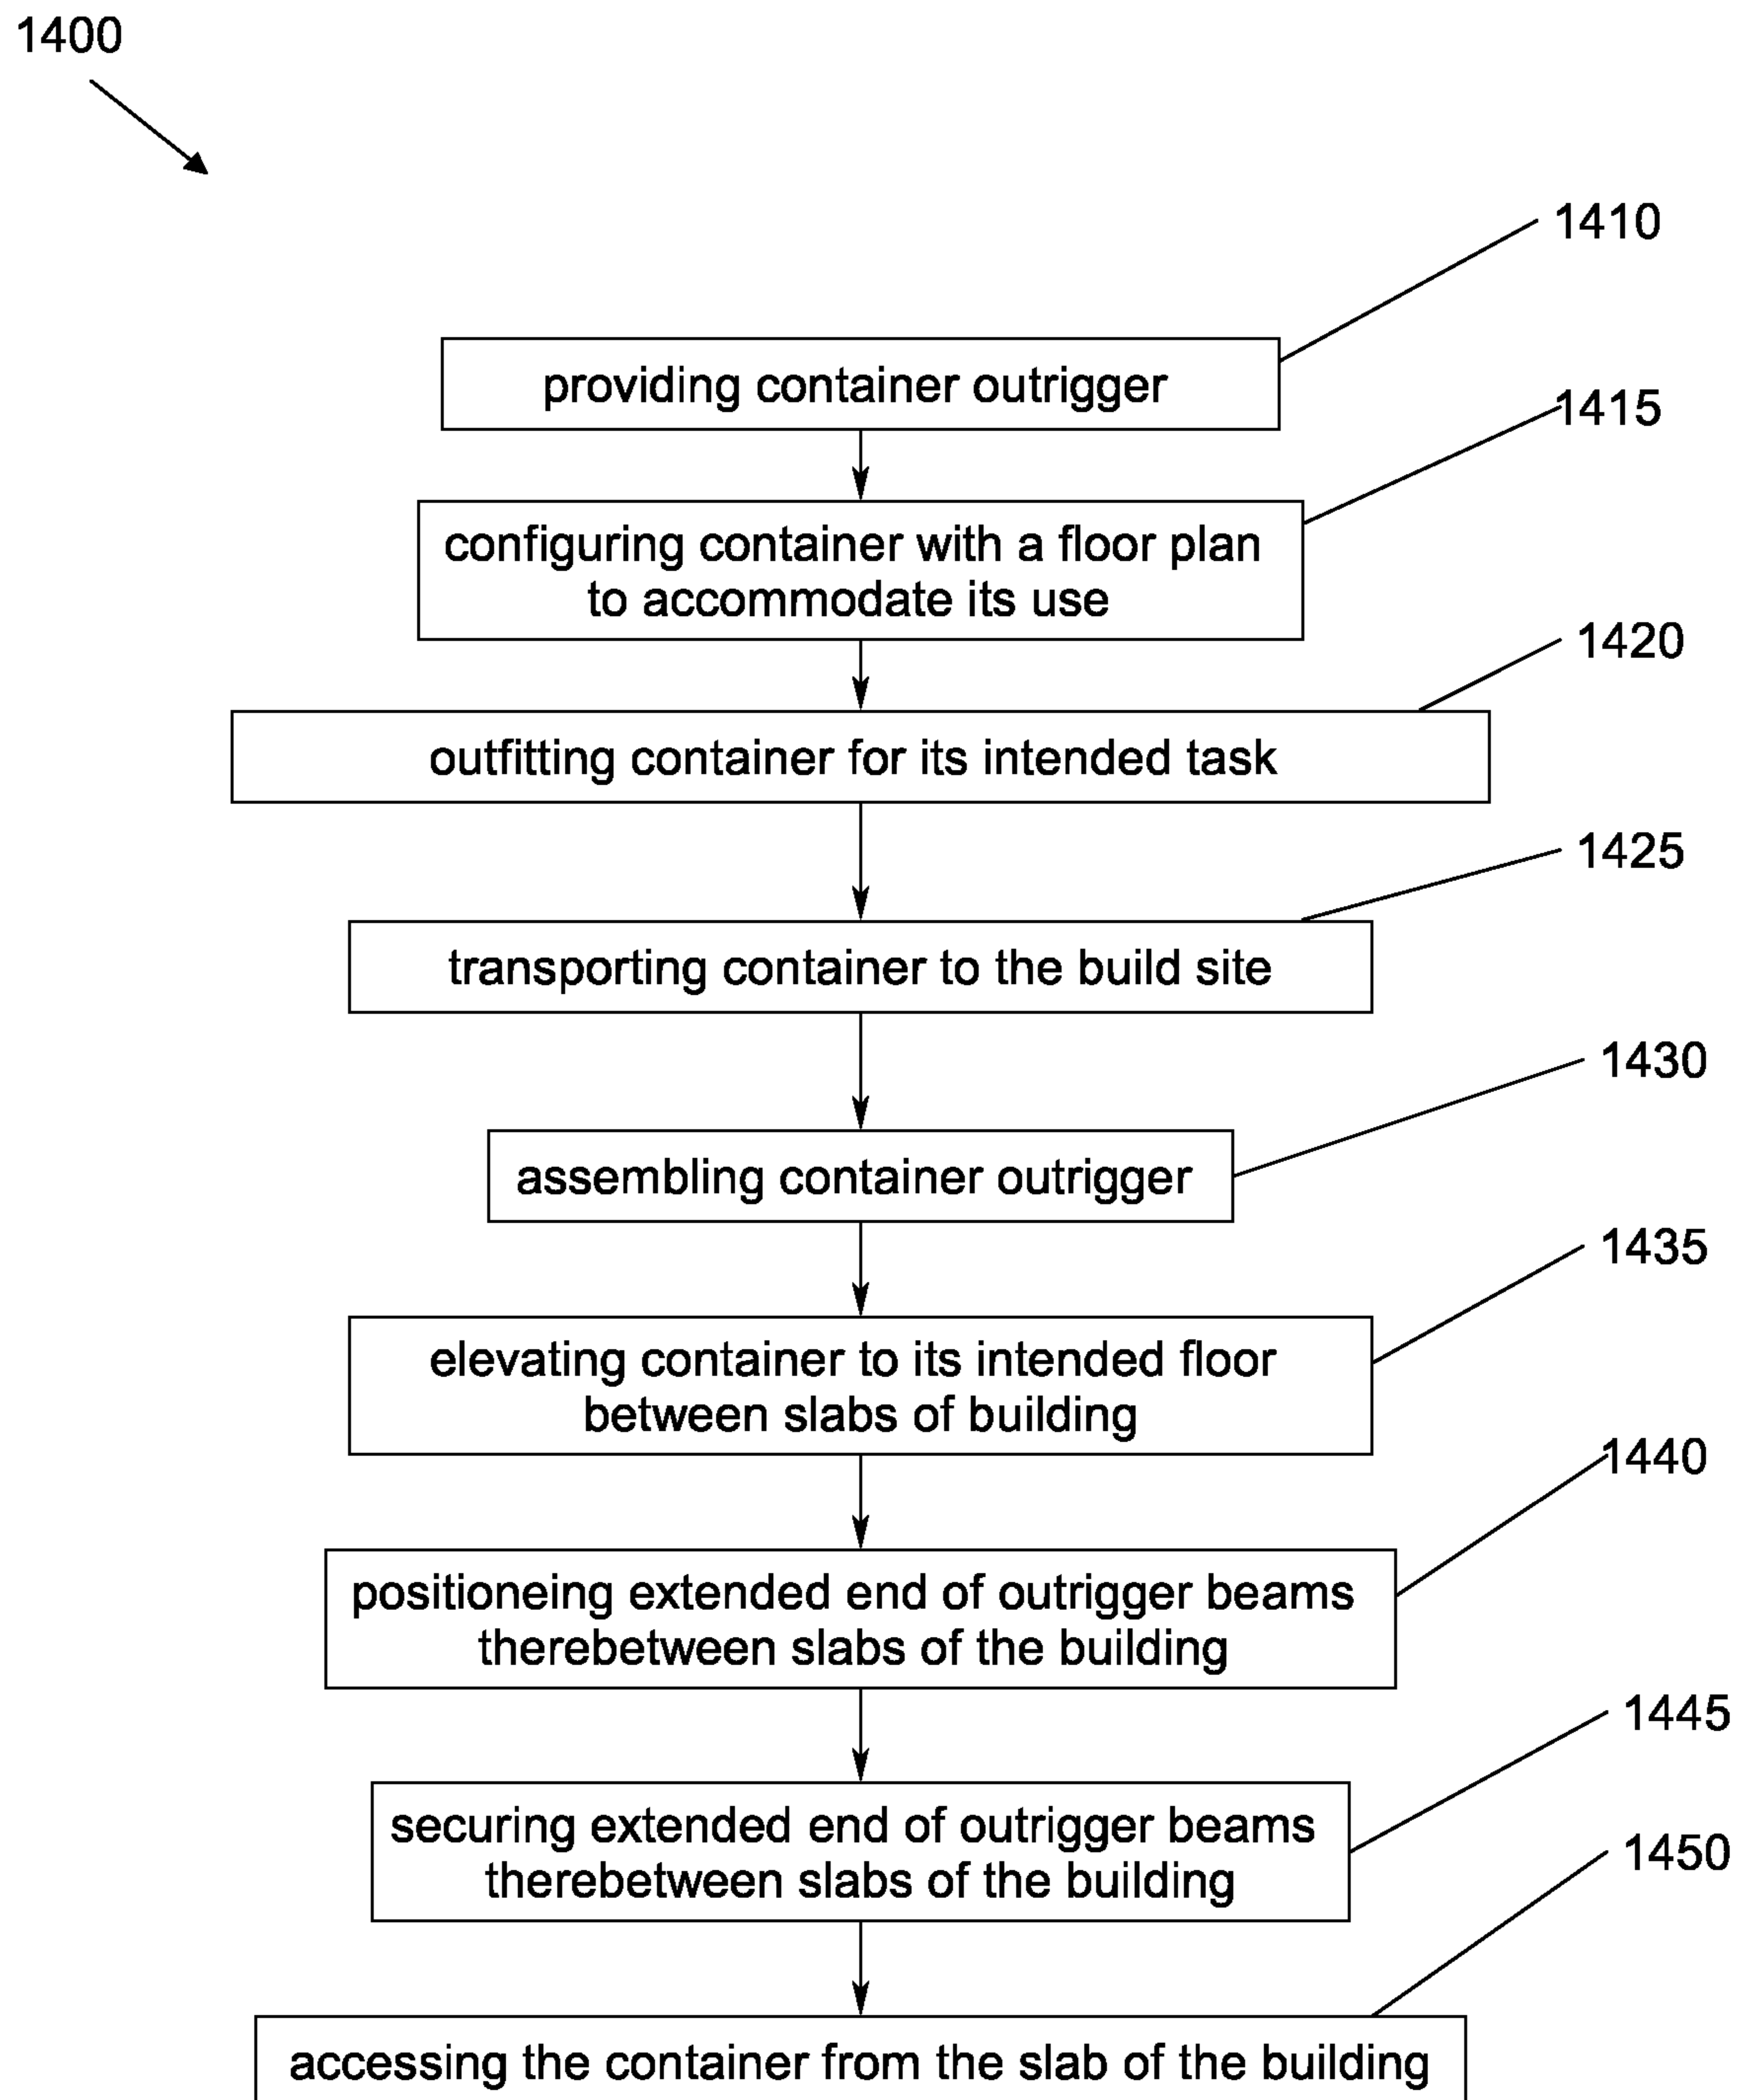 1400
1410
providing container outrigger
1415
configuring container with a floor plan
to accommodate its use
1420
outfitting container for its intended task
1425
transporting container to the build site
1430
assembling container outrigger
1435
elevating container to its intended floor
between slabs of building
1440
positioneing extended end of outrigger beams
therebetween slabs of the building
1445
securing extended end of outrigger beams
therebetween slabs of the building
1450
accessing the container from the slab of the building